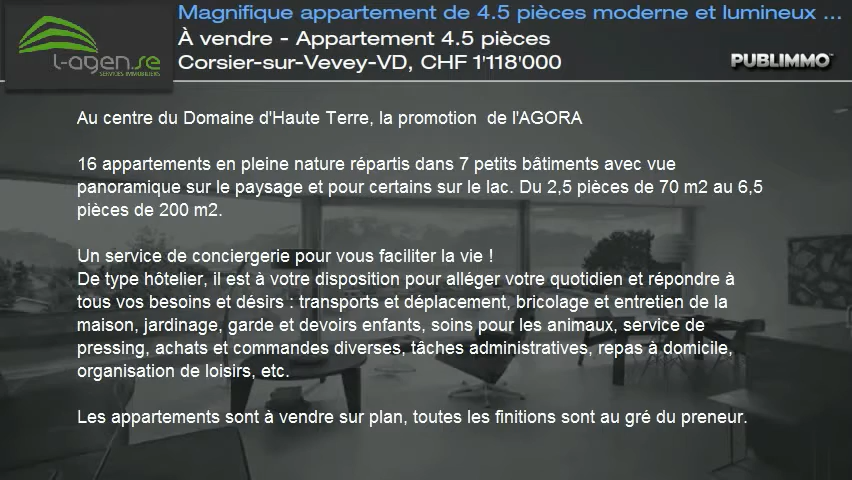 Magnifique appartement de 4.5 pièces moderne et lumineux ...
À vendre - Appartement 4.5 pièces
Corsier-sur-Vevey-VD, CHF 1'118'000
l-agen.se
SERVICES IMMOBILIERS
PUBLIMMO™
Au centre du Domaine d'Haute Terre, la promotion  de l'AGORA
16 appartements en pleine nature répartis dans 7 petits bâtiments avec vue
panoramique sur le paysage et pour certains sur le lac. Du 2,5 pièces de 70 m2 au 6,5
pièces de 200 m2.
Un service de conciergerie pour vous faciliter la vie !
De type hôtelier, il est à votre disposition pour alléger votre quotidien et répondre à
tous vos besoins et désirs : transports et déplacement, bricolage et entretien de la
maison, jardinage, garde et devoirs enfants, soins pour les animaux, service de
pressing, achats et commandes diverses, tâches administratives, repas à domicile,
organisation de loisirs, etc.
Les appartements sont à vendre sur plan, toutes les finitions sont au gré du preneur.